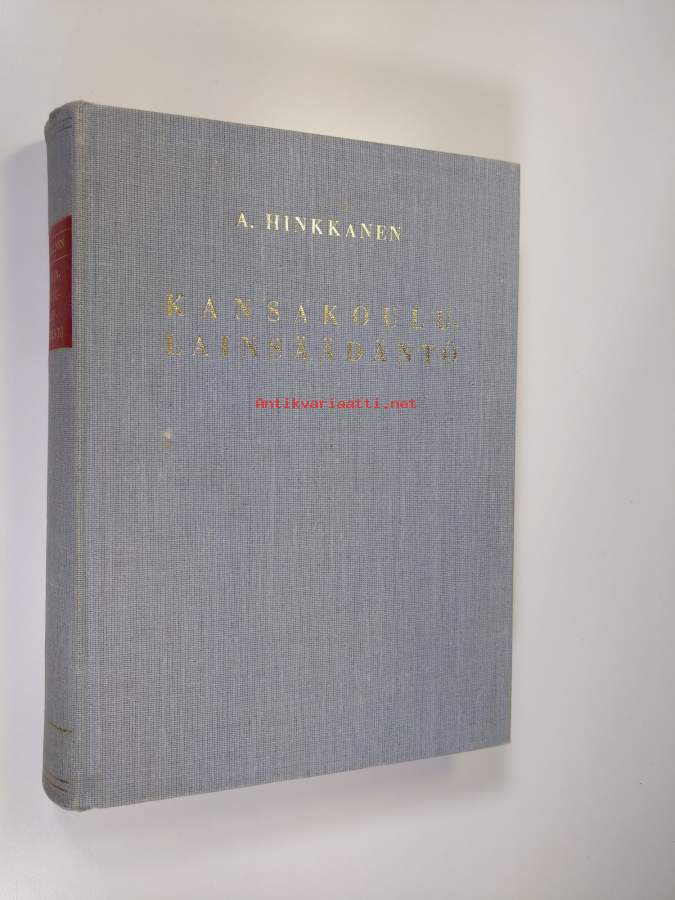 A. HINKKANEN
KANSAKOULU-
LAINSÄÄDÄNTÖ
Antikvariaatti.net